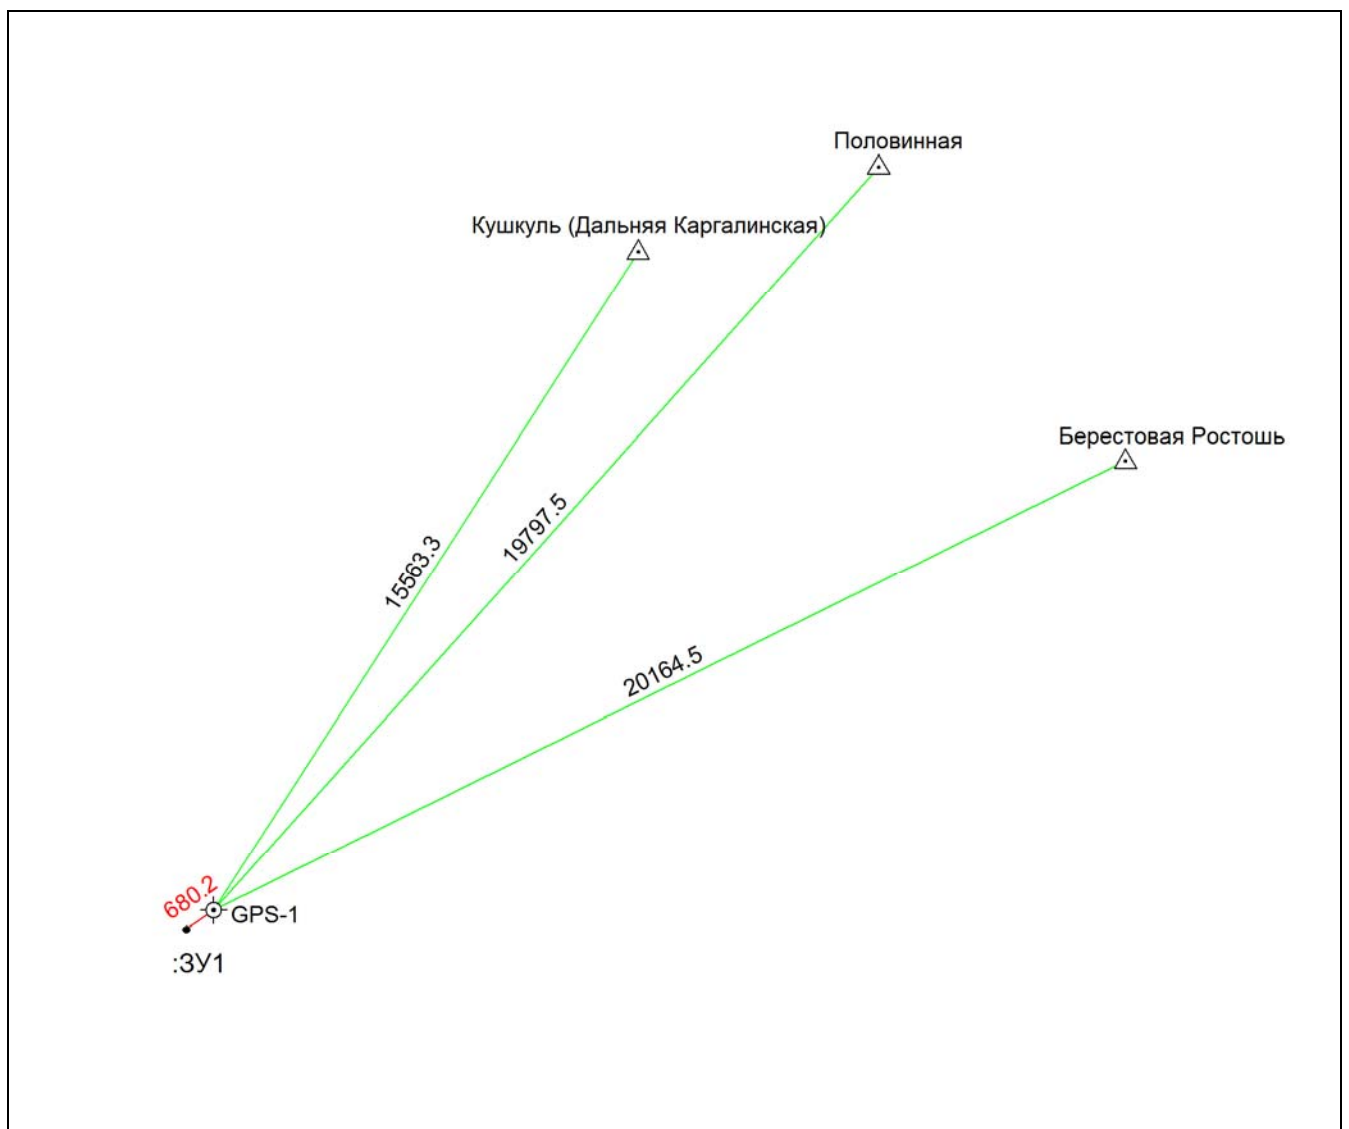 Половинная
Кушкуль (Дальняя Каргалинская)
Берестовая Ростошь
15563.3
19797.5
20164.5
680.2
GPS-1
:ЗУ1